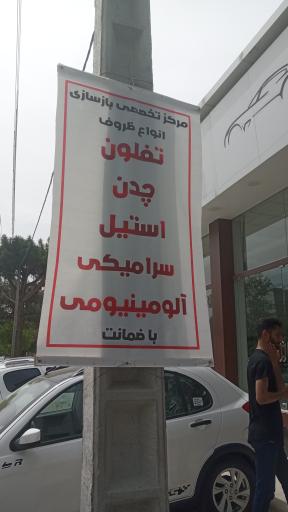 مرکز تخصصی بازسازی
انواع ظروف
تفلون
چدن
استیل
سرامیکی
آلومینیومی
با ضمانت